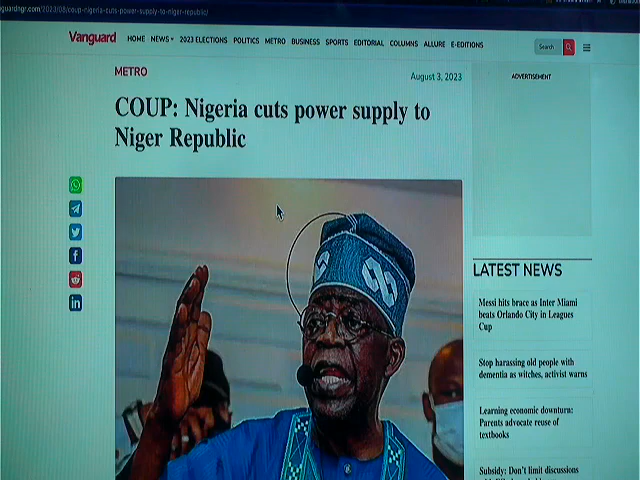 guardngr.com/2023/08/coup-nigeria-cuts-power-supply-to-niger-republic/
Vanguard HOME NEWS 2023 ELECTIONS POLITICS METRO BUSINESS SPORTS EDITORIAL COLUMNS ALLURE E-EDITIONS
Search
METRO
August 3, 2023
ADVERTISEMENT
COUP: Nigeria cuts power supply to
Niger Republic
LATEST NEWS
Messi hits brace as Inter Miami
beats Orlando City in Leagues
Cup
Stop harassing old people with
dementia as witches, activist warns
Learning economic downturn:
Parents advocate reuse of
textbooks
Subsidy: Don't limit discussions